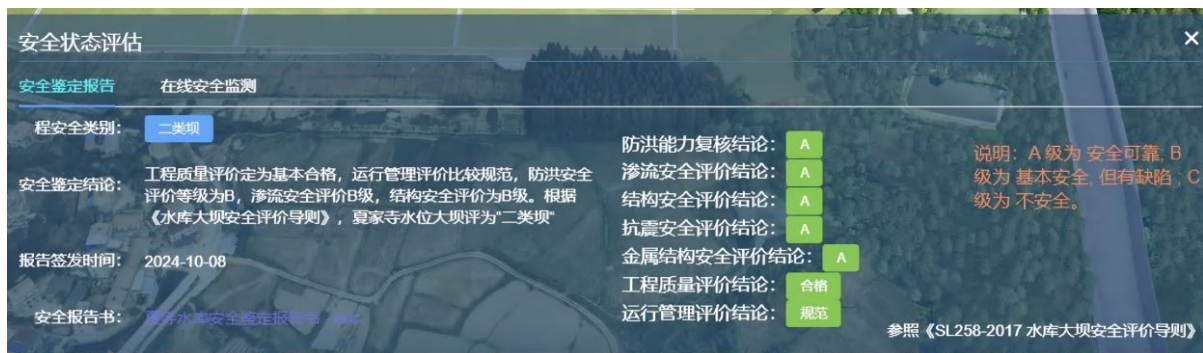 安全状态评估
安全鉴定报告 在线安全监测
程安全类别: 二类坝
安全鉴定结论: 工程质量评价定为基本合格，运行管理评价比较规范，防洪安全
评价等级为B，渗流安全评价B级，结构安全评价为B级。根据
《水库大坝安全评价导则》，夏家寺水位大坝评为"二类坝"
报告签发时间: 2024-10-08
安全报告书:
防洪能力复核结论: A
渗流安全评价结论: A
结构安全评价结论: A
抗震安全评价结论: A
金属结构安全评价结论: A
工程质量评价结论: 合格
运行管理评价结论: 规范
说明: A 级为 安全可靠; B
级为 基本安全, 但有缺陷 ; C
级为 不安全。
参照《SL258-2017 水库大坝安全评价导则》